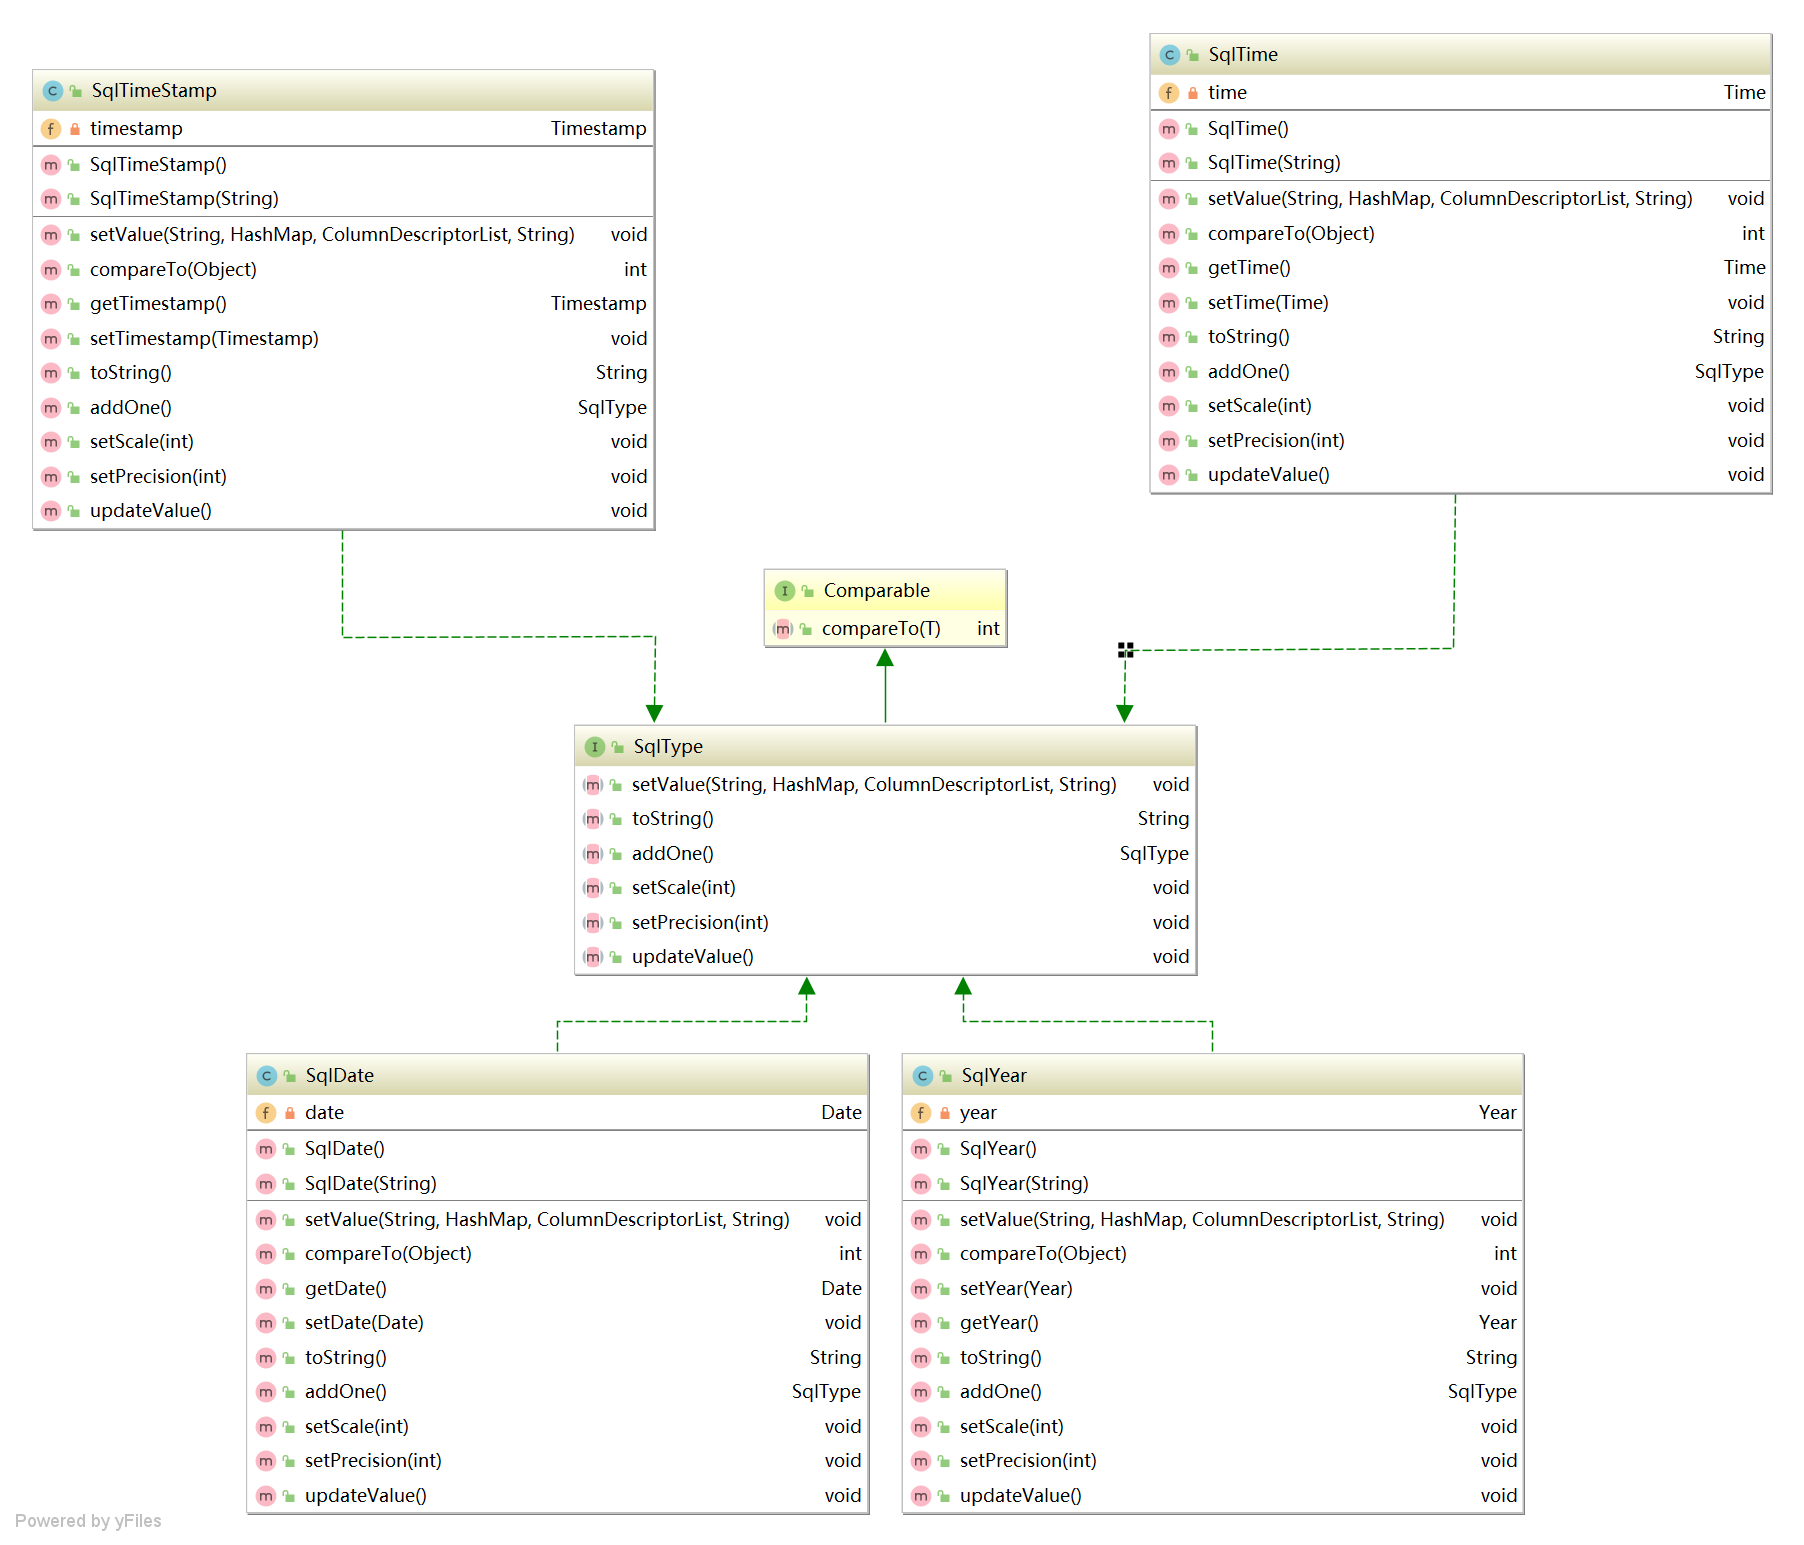 SqlTimeStamp
timestamp Timestamp
SqlTimeStamp()
SqlTimeStamp(String)
setValue(String, HashMap, ColumnDescriptorList, String) void
compareTo(Object) int
getTimestamp() Timestamp
setTimestamp(Timestamp) void
toString() String
addOne() SqlType
setScale(int) void
setPrecision(int) void
updateValue() void
SqlTime
time Time
SqlTime()
SqlTime(String)
setValue(String, HashMap, ColumnDescriptorList, String) void
compareTo(Object) int
getTime() Time
setTime(Time) void
toString() String
addOne() SqlType
setScale(int) void
setPrecision(int) void
updateValue() void
Comparable
compareTo(T) int
SqlType
setValue(String, HashMap, ColumnDescriptorList, String) void
toString() String
addOne() SqlType
setScale(int) void
setPrecision(int) void
updateValue() void
SqlDate
date Date
SqlDate()
SqlDate(String)
setValue(String, HashMap, ColumnDescriptorList, String) void
compareTo(Object) int
getDate() Date
setDate(Date) void
toString() String
addOne() SqlType
setScale(int) void
setPrecision(int) void
updateValue() void
SqlYear
year Year
SqlYear()
SqlYear(String)
setValue(String, HashMap, ColumnDescriptorList, String) void
compareTo(Object) int
setYear(Year) void
getYear() Year
toString() String
addOne() SqlType
setScale(int) void
setPrecision(int) void
updateValue() void
Powered by yFiles